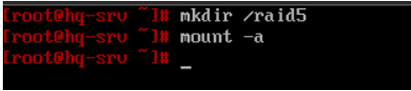 [root@hq-srv ~]# mkdir /raid5
[root@hq-srv ~]# mount -a
[root@hq-srv ~]# _